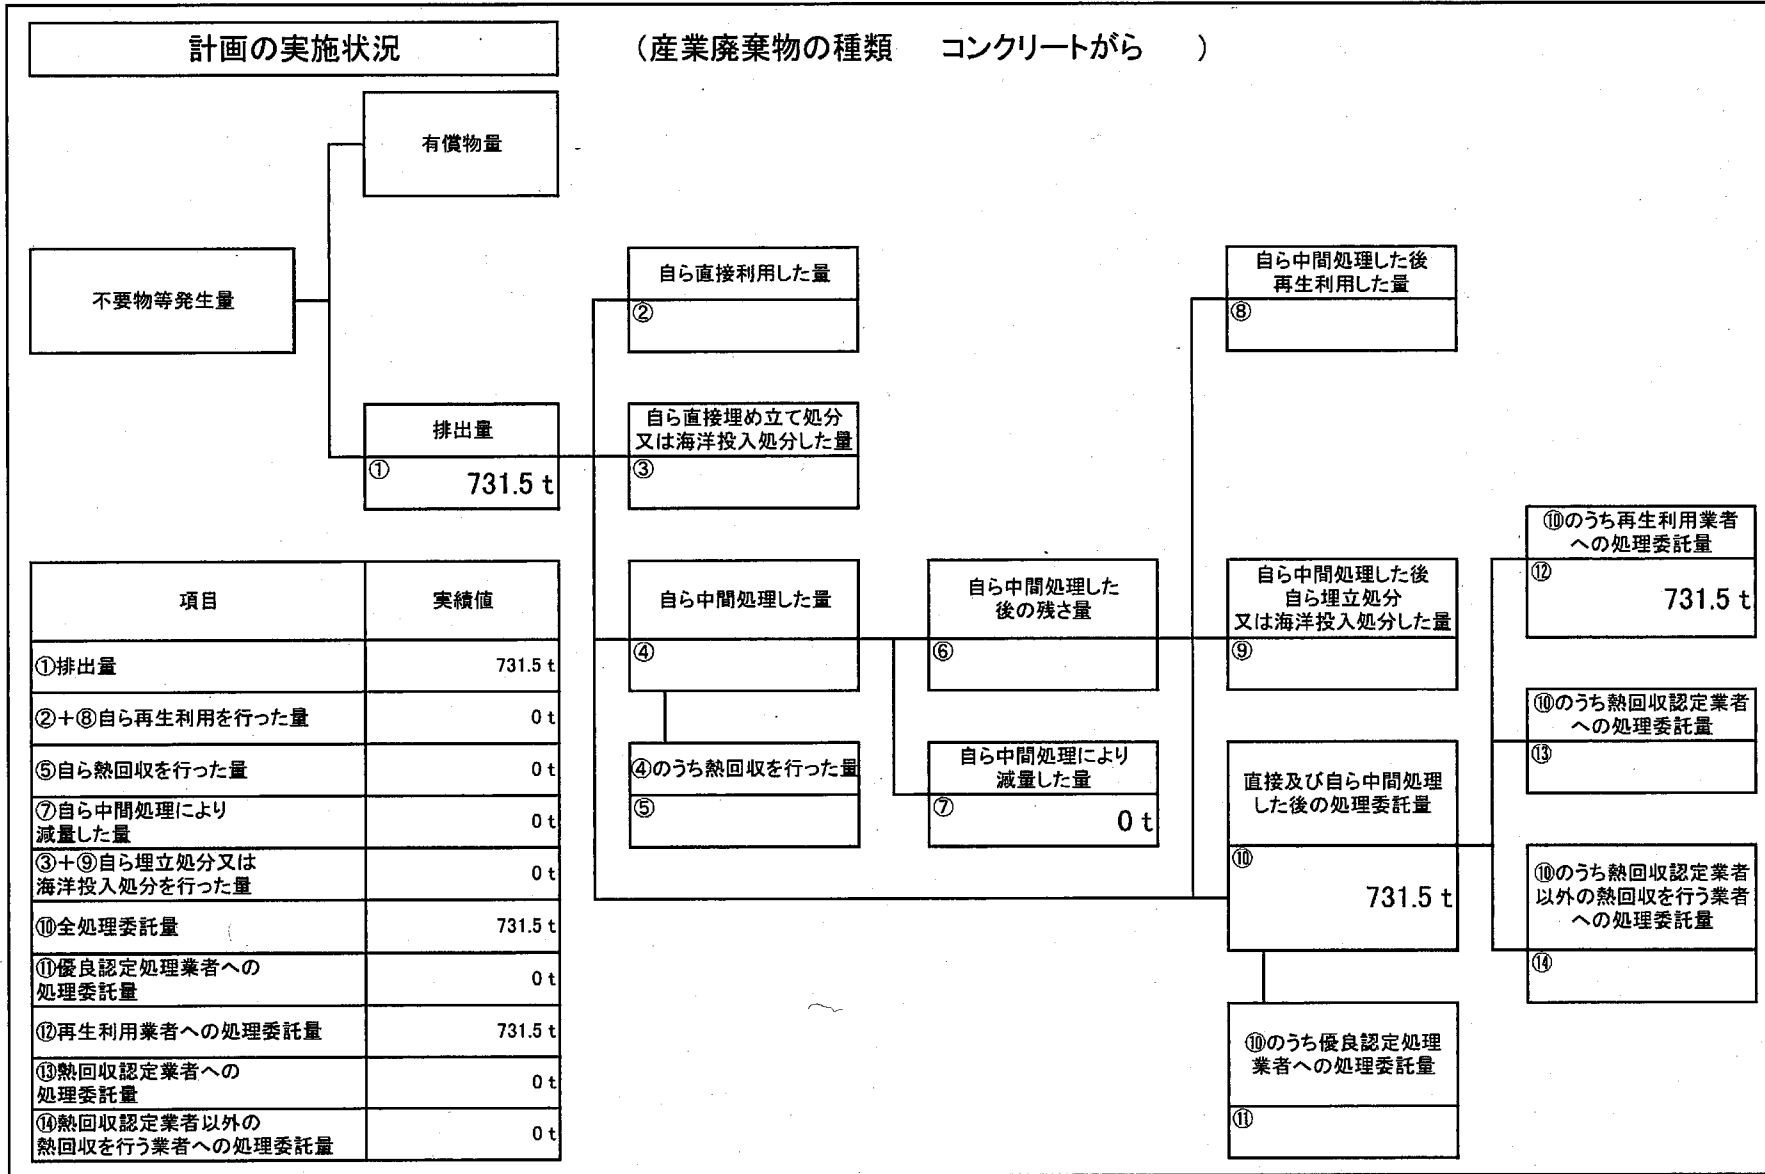 計画の実施状況
（産業廃棄物の種類　コンクリートがら　）
有償物量
不要物等発生量
排出量
①
731.5 t
自ら直接利用した量
②
自ら直接埋め立て処分
又は海洋投入処分した量
③
自ら中間処理した量
④
④のうち熱回収を行った量
⑤
自ら中間処理した
後の残さ量
⑥
自ら中間処理により
減量した量
⑦
0 t
自ら中間処理した後
再生利用した量
⑧
自ら中間処理した後
自ら埋立処分
又は海洋投入処分した量
⑨
直接及び自ら中間処理
した後の処理委託量
⑩
731.5 t
⑩のうち優良認定処理
業者への処理委託量
⑪
⑩のうち再生利用業者
への処理委託量
⑫
731.5 t
⑩のうち熱回収認定業者
への処理委託量
⑬
⑩のうち熱回収認定業者
以外の熱回収を行う業者
への処理委託量
⑭
項目 実績値
①排出量 731.5 t
②＋⑧自ら再生利用を行った量 0 t
⑤自ら熱回収を行った量 0 t
⑦自ら中間処理により
減量した量 0 t
③＋⑨自ら埋立処分又は
海洋投入処分を行った量 0 t
⑩全処理委託量 731.5 t
⑪優良認定処理業者への
処理委託量 0 t
⑫再生利用業者への処理委託量 731.5 t
⑬熱回収認定業者への
処理委託量 0 t
⑭熱回収認定業者以外の
熱回収を行う業者への処理委託量 0 t